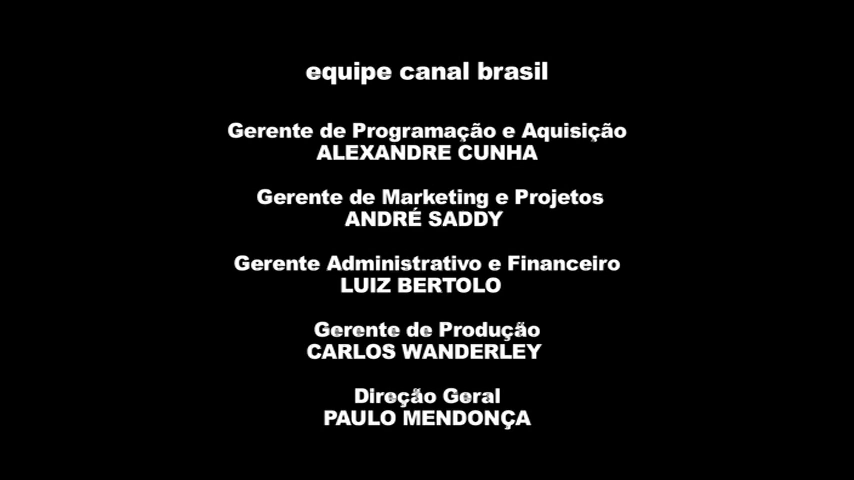 equipe canal brasil
Gerente de Programação e Aquisição
ALEXANDRE CUNHA
Gerente de Marketing e Projetos
ANDRÉ SADDY
Gerente Administrativo e Financeiro
LUIZ BERTOLO
Gerente de Produção
CARLOS WANDERLEY
Direção Geral
PAULO MENDONÇA